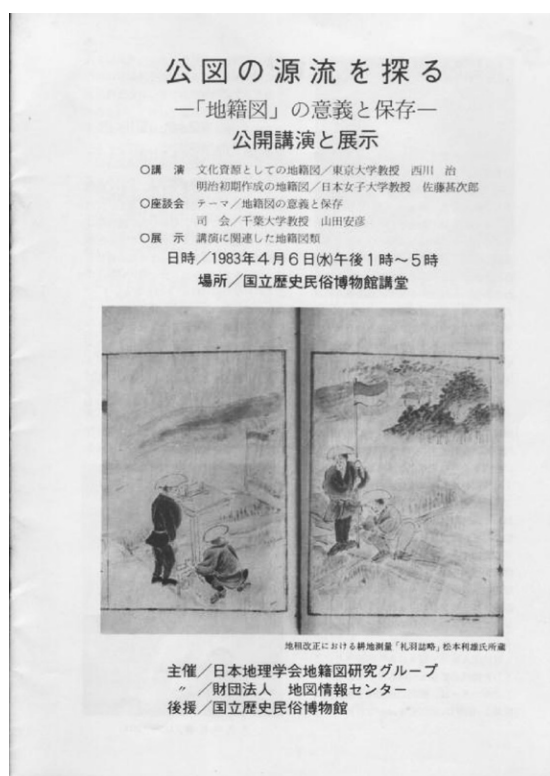 公図の源流を探る
―「地籍図」の意義と保存―
公開講演と展示
○講　演　文化資源としての地籍図／東京大学教授　西川　治
明治初期作成の地籍図／日本女子大学教授　佐藤甚次郎
○座談会　テーマ／地籍図の意義と保存
司　会／千葉大学教授　山田安彦
○展　示　講演に関連した地籍図類
日時／1983年4月6日㈬午後1時～5時
場所／国立歴史民俗博物館講堂
地租改正における耕地測量「札羽誌略」松本利雄氏所蔵
主催／日本地理学会地籍図研究グループ
〃　／財団法人　地図情報センター
後援／国立歴史民俗博物館